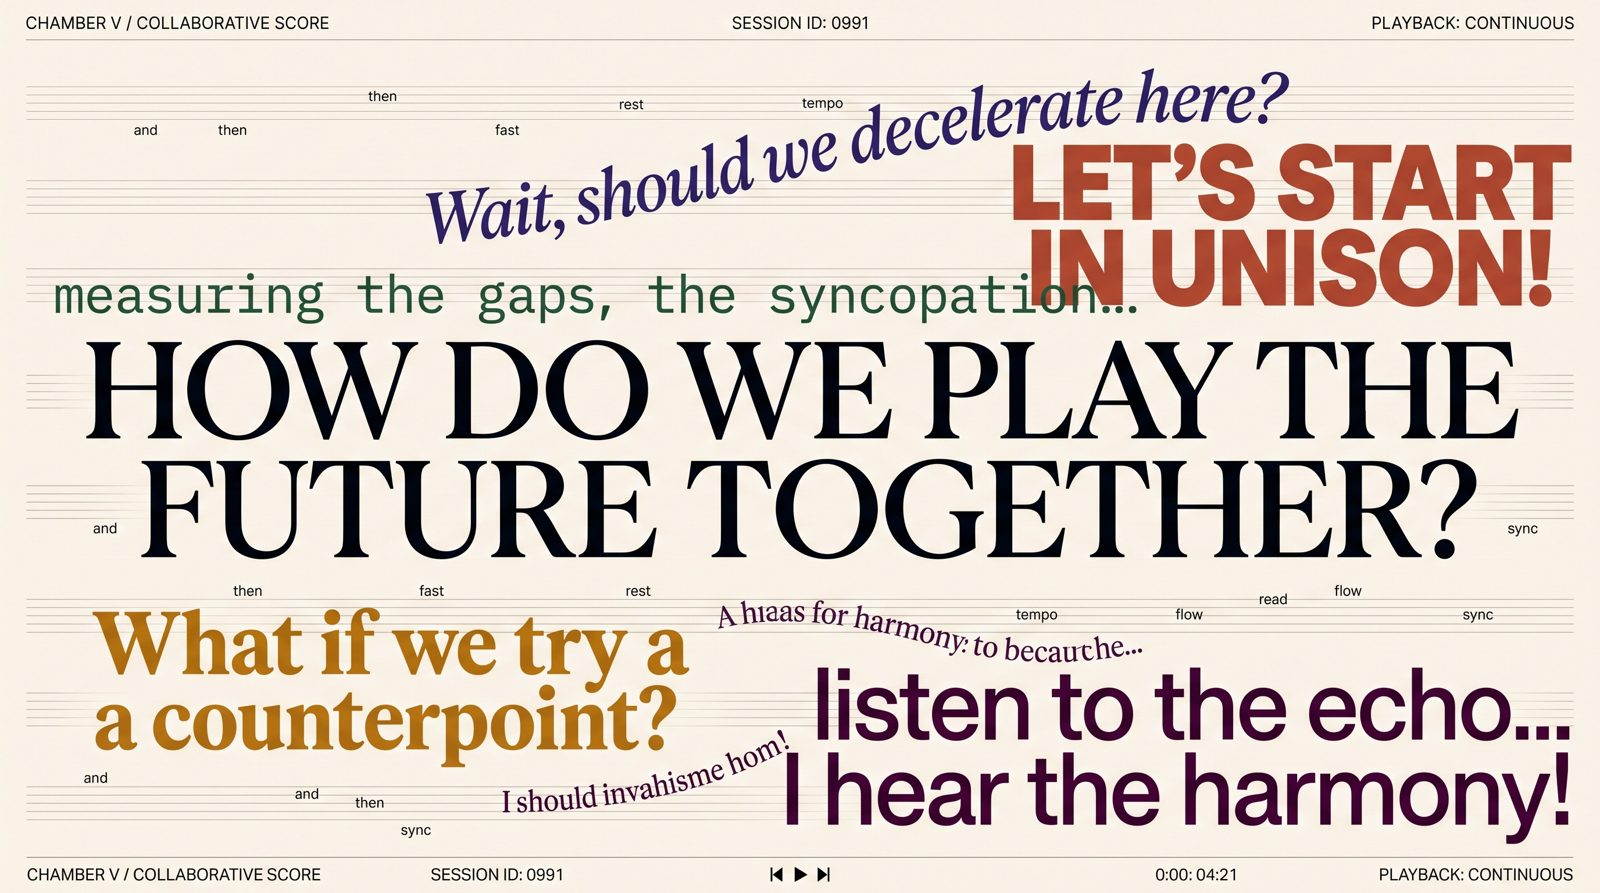 CHAMBER V / COLLABORATIVE SCORE
SESSION ID: 0991
PLAYBACK: CONTINUOUS
then
rest
tempo
and
then
fast
Wait, should we decelerate here?
LET'S START
IN UNISON!
measuring the gaps, the syncopation...
HOW DO WE PLAY THE
FUTURE TOGETHER?
and
sync
then
fast
rest
tempo
flow
read
flow
sync
What if we try a
a counterpoint?
A hıaas for harmony: to becaurche...
listen to the echo...
I hear the harmony!
I should invahisme hom!
and
and
then
sync
CHAMBER V / COLLABORATIVE SCORE
SESSION ID: 0991
0:00: 04:21
PLAYBACK: CONTINUOUS